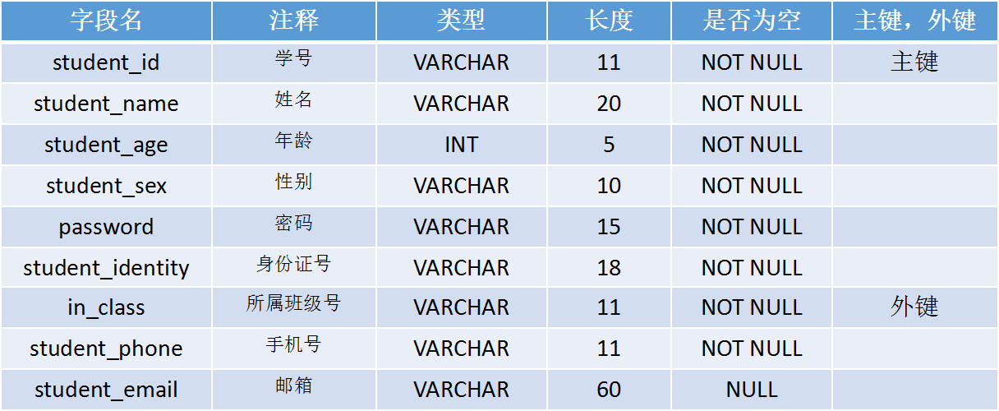 字段名 注释 类型 长度 是否为空 主键，外键
student_id 学号 VARCHAR 11 NOT NULL 主键
student_name 姓名 VARCHAR 20 NOT NULL
student_age 年龄 INT 5 NOT NULL
student_sex 性别 VARCHAR 10 NOT NULL
password 密码 VARCHAR 15 NOT NULL
student_identity 身份证号 VARCHAR 18 NOT NULL
in_class 所属班级号 VARCHAR 11 NOT NULL 外键
student_phone 手机号 VARCHAR 11 NOT NULL
student_email 邮箱 VARCHAR 60 NULL